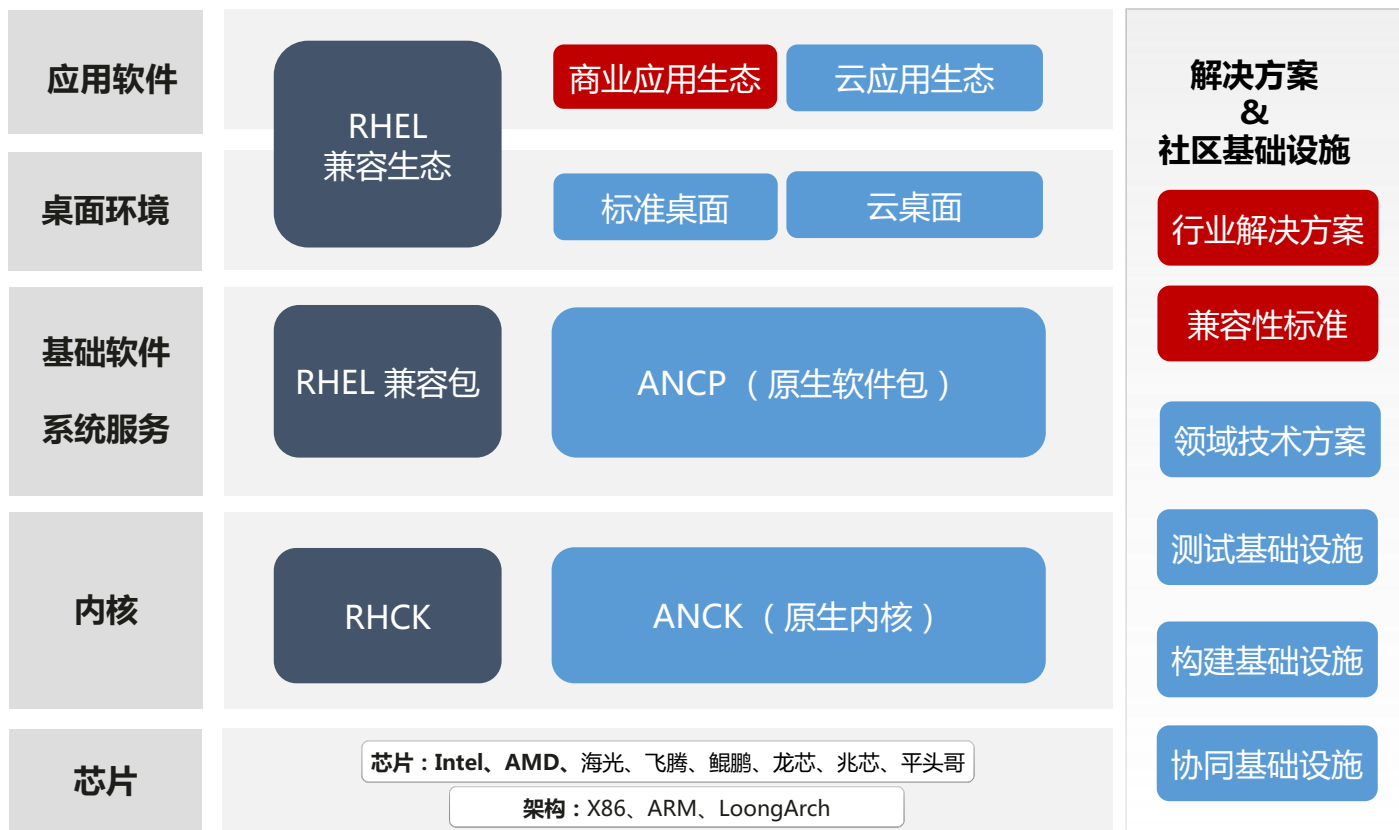 应用软件
RHEL
兼容生态
商业应用生态
云应用生态
桌面环境
标准桌面
云桌面
基础软件
系统服务
RHEL 兼容包
ANCP （原生软件包）
内核
RHCK
ANCK （原生内核）
芯片
芯片：Intel、AMD、海光、飞腾、鲲鹏、龙芯、兆芯、平头哥
架构：X86、ARM、LoongArch
解决方案
&
社区基础设施
行业解决方案
兼容性标准
领域技术方案
测试基础设施
构建基础设施
协同基础设施